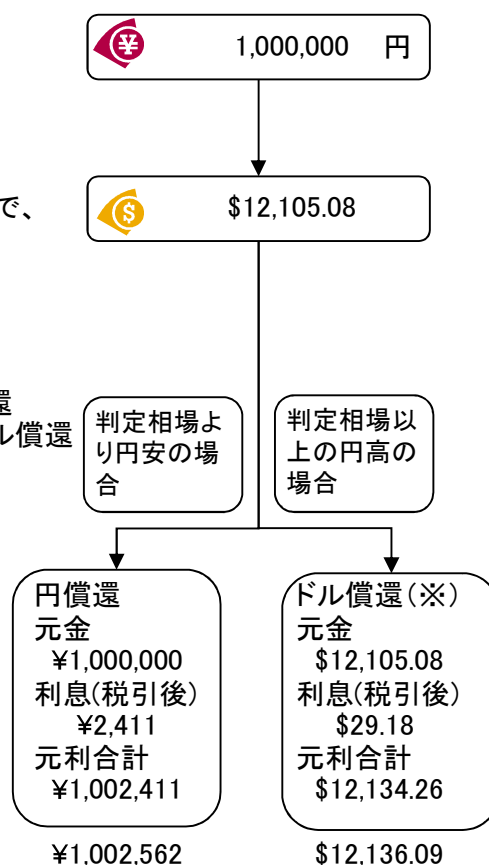 ¥ 1,000,000 円
で、
$ $12,105.08
還
ル償還
判定相場よ
り円安の場
合
判定相場以
上の円高の
場合
円償還
元金
¥1,000,000
利息(税引後)
¥2,411
元利合計
¥1,002,411
ドル償還(※)
元金
$12,105.08
利息(税引後)
$29.18
元利合計
$12,134.26
¥1,002,562
$12,136.09